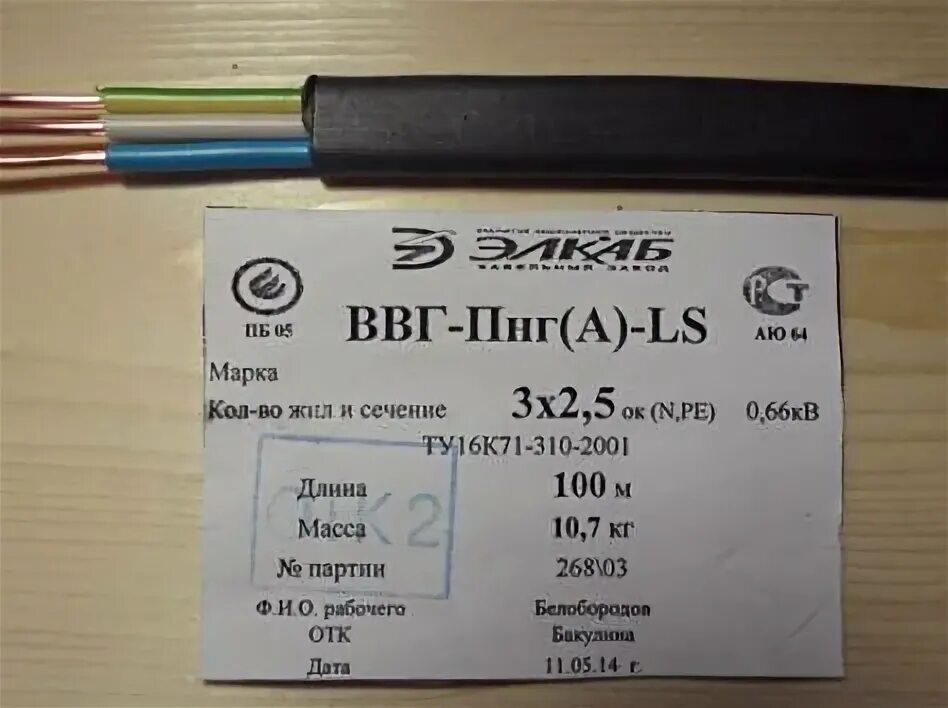 ЭЛКАБ
КАБЕЛЬНЫЙ ЗАВОД
ПБ 05
ВВГ-Пнг(А)-LS
РСТ
АЮ 64
Марка
Кол-во жил и сечение 3х2,5 ок (N,PE) 0,66кВ
ТУ16К71-310-2001
Длина 100 м
Масса 10,7 кг
№ партии 268\03
Ф.И.О. рабочего Белобородов
ОТК Бакулина
Дата 11.05.14 г.